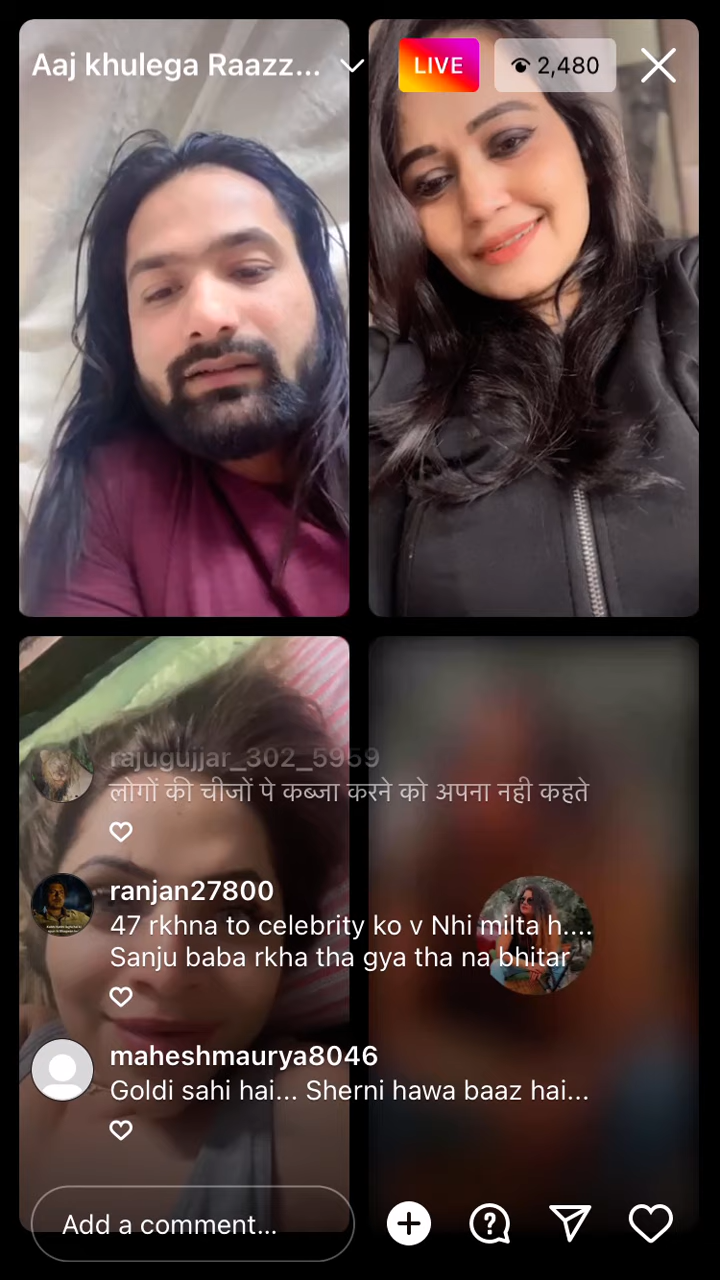 Aaj khulega Raazz...
LIVE
2,480
rajugujjar_302_5959
लोगों की चीजों पे कब्जा करने को अपना नही कहते
ranjan27800
47 rkhna to celebrity ko v Nhi milta h....
Sanju baba rkha tha gya tha na bhitar
maheshmaurya8046
Goldi sahi hai... Sherni hawa baaz hai...
Add a comment...